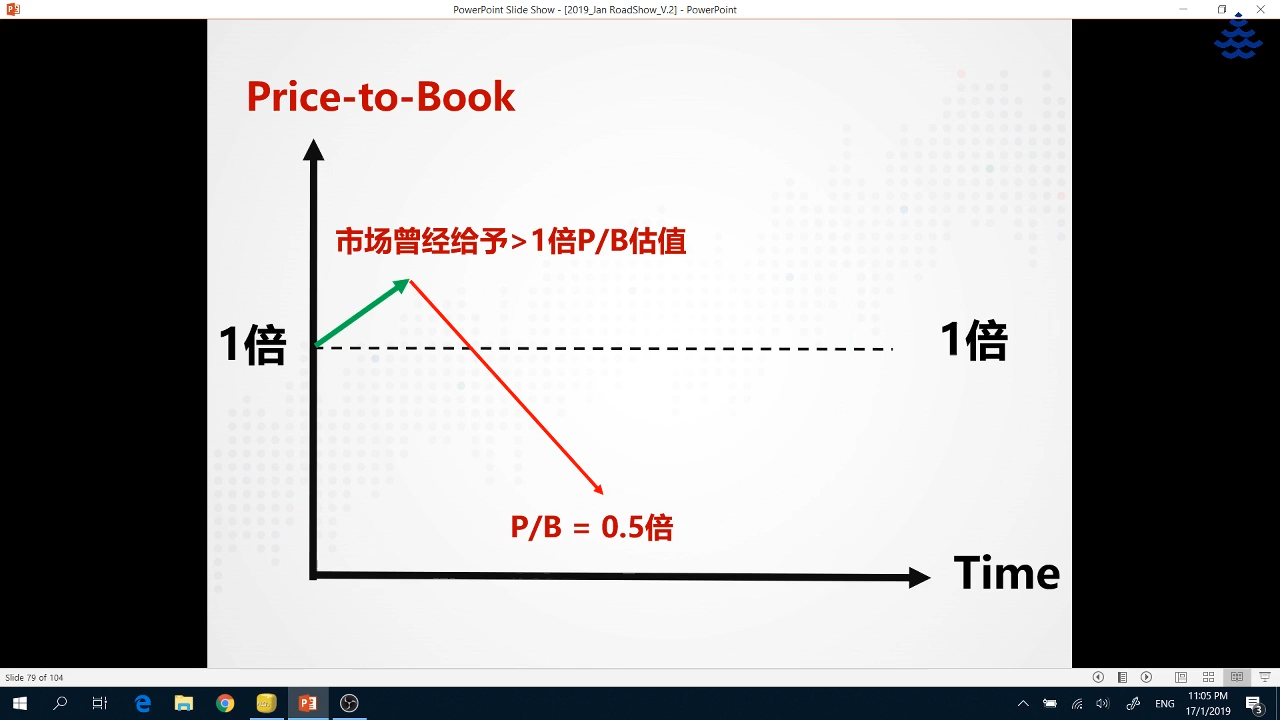 PowerPoint Slide Show - [2019_Jan RoadShow_V.2] - PowerPoint
Price-to-Book
市场曾经给予>1倍P/B估值
1倍
1倍
P/B = 0.5倍
Time
Slide 79 of 104
11:05 PM
ENG
17/1/2019
3